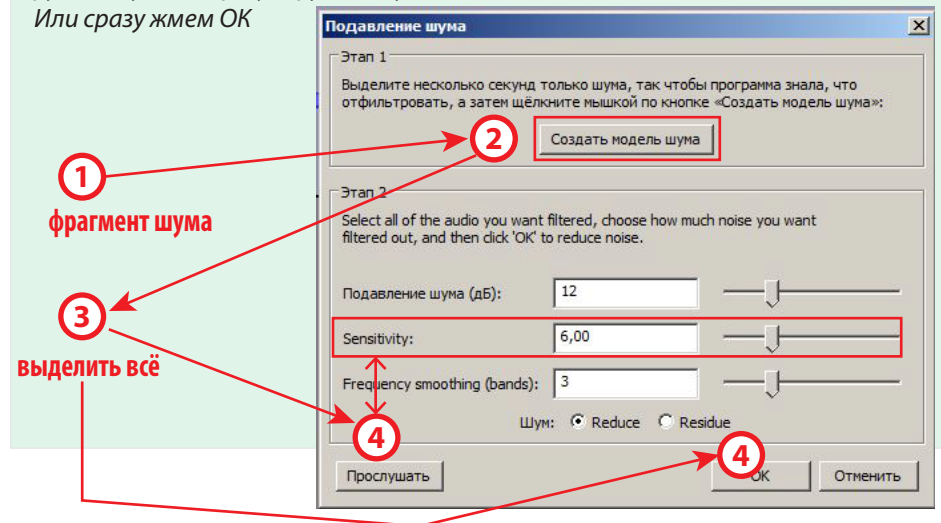 Или сразу жмем ОК
Подавление шума
Этап 1
Выделите несколько секунд только шума, так чтобы программа знала, что
отфильтровать, а затем щёлкните мышкой по кнопке «Создать модель шума»:
2
Создать модель шума
1
фрагмент шума
Этап 2
Select all of the audio you want filtered, choose how much noise you want
filtered out, and then click 'OK' to reduce noise.
Подавление шума (дБ): 12
3
Sensitivity: 6,00
выделить всё
Frequency smoothing (bands): 3
Шум: Reduce Residue
4
4
Прослушать
ОК
Отменить